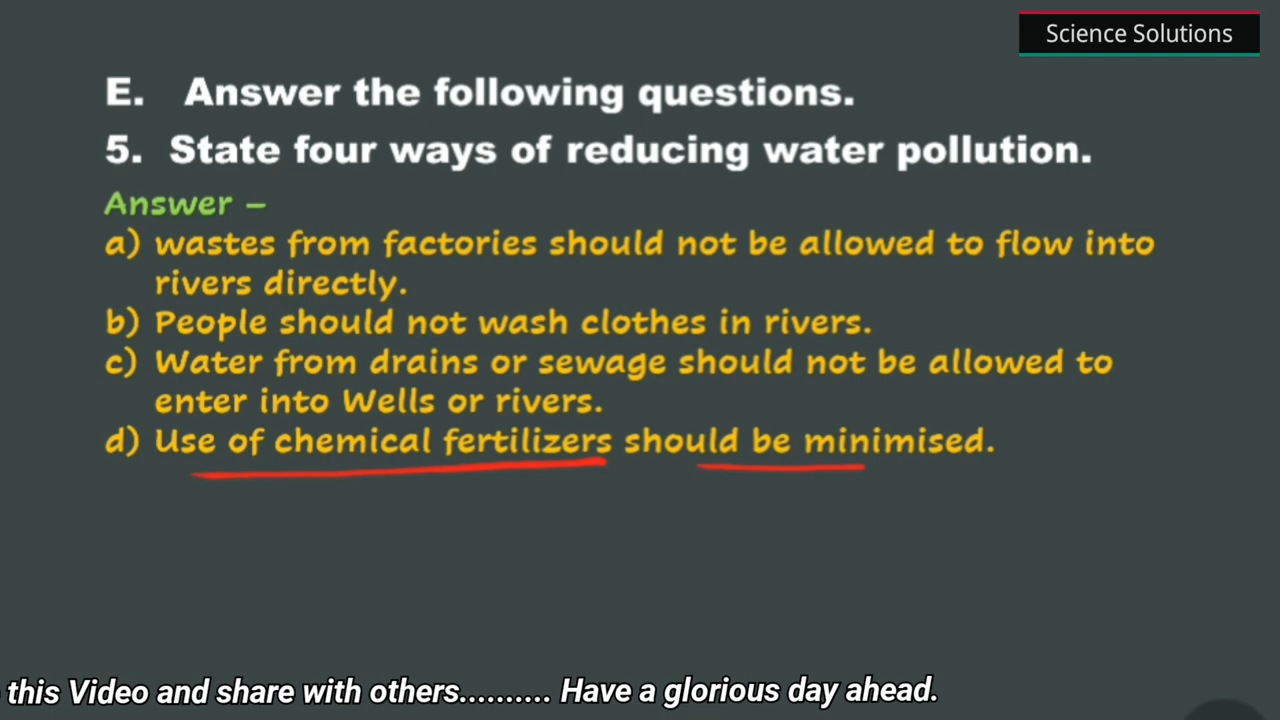 Science Solutions
E. Answer the following questions.
5. State four ways of reducing water pollution.
Answer –
a) wastes from factories should not be allowed to flow into
rivers directly.
b) People should not wash clothes in rivers.
c) Water from drains or sewage should not be allowed to
enter into Wells or rivers.
d) Use of chemical fertilizers should be minimised.
this Video and share with others.......... Have a glorious day ahead.